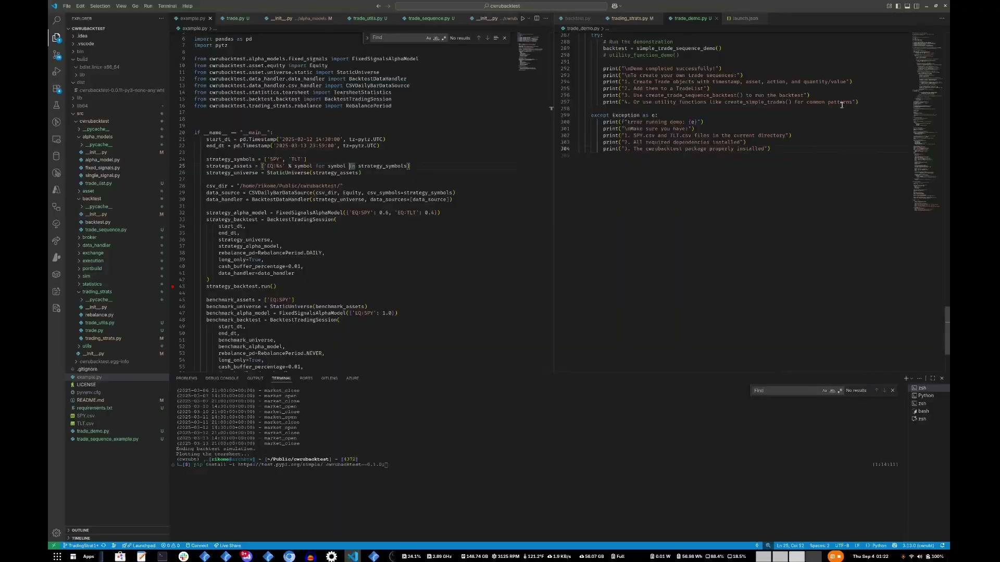 File Edit Selection View Go Run Terminal Help
cwrubacktest
EXPLORER
CWRUBACKTEST
.idea
.vscode
bin
build
bdist.linux-x86_64
lib
dist
cwrubacktest-0.0.11-py3-none-any.whl
lib
lib64
src
cwrubacktest
__pycache__
alpha_models
__pycache__
__init__.py M
alpha_model.py
fixed_signals.py
single_signal.py
trade_list.py U
asset
backtest
__pycache__
__init__.py M
backtest.py
trade_sequence.py U
broker
data_handler
exchange
execution
portbuild
sim
statistics
trading_strats
__pycache__
__init__.py
rebalance.py
trade_utils.py U
trade.py U
trading_strats.py M
utils
__init__.py M
cwrubacktest.egg-info
.gitignore
example.py
LICENSE
pyvenv.cfg
README.md M
requirements.txt U
SPY.csv
TLT.csv
trade_demo.py U
trade_sequence_example.py U
OUTLINE
TIMELINE
example.py trade.py U __init__.py .../alpha_models M trade_utils.py U trade_sequence.py U __init__.py .../cwrub
example.py > ...
Find Aa ab No results
6 import pandas as pd
7 import pytz
8
9 from cwrubacktest.alpha_models.fixed_signals import FixedSignalsAlphaModel
10 from cwrubacktest.asset.equity import Equity
11 from cwrubacktest.asset.universe.static import StaticUniverse
12 from cwrubacktest.data_handler.data_handler import BacktestDataHandler
13 from cwrubacktest.data_handler.csv_handler import CSVDailyBarDataSource
14 from cwrubacktest.statistics.tearsheet import TearsheetStatistics
15 from cwrubacktest.backtest.backtest import BacktestTradingSession
16 from cwrubacktest.trading_strats.rebalance import RebalancePeriod
17
18
19
20 if __name__ == "__main__":
21 start_dt = pd.Timestamp('2025-02-12 14:30:00', tz=pytz.UTC)
22 end_dt = pd.Timestamp('2025-03-13 23:59:00', tz=pytz.UTC)
23
24 strategy_symbols = ['SPY', 'TLT']
25 strategy_assets = ['EQ:%s' % symbol for symbol in strategy_symbols]
26 strategy_universe = StaticUniverse(strategy_assets)
27
28 csv_dir = "/home/rikome/Public/cwrubacktest/"
29 data_source = CSVDailyBarDataSource(csv_dir, Equity, csv_symbols=strategy_symbols)
30 data_handler = BacktestDataHandler(strategy_universe, data_sources=[data_source])
31
32 strategy_alpha_model = FixedSignalsAlphaModel({'EQ:SPY': 0.6, 'EQ:TLT': 0.4})
33 strategy_backtest = BacktestTradingSession(
34 start_dt,
35 end_dt,
36 strategy_universe,
37 strategy_alpha_model,
38 rebalance_pd=RebalancePeriod.DAILY,
39 long_only=True,
40 cash_buffer_percentage=0.01,
41 data_handler=data_handler
42 )
43 strategy_backtest.run()
44
45 benchmark_assets = ['EQ:SPY']
46 benchmark_universe = StaticUniverse(benchmark_assets)
47 benchmark_alpha_model = FixedSignalsAlphaModel({'EQ:SPY': 1.0})
48 benchmark_backtest = BacktestTradingSession(
49 start_dt,
50 end_dt,
51 benchmark_universe,
52 benchmark_alpha_model,
53 rebalance_pd=RebalancePeriod.NEVER,
54 long_only=True,
55 cash_buffer_percentage=0.01,
backtest.py trading_strats.py M trade_demo.py U launch.json
trade_demo.py > ...
287 try:
288 # Run the demonstration
289 backtest = simple_trade_sequence_demo()
290 # utility_function_demo()
291
292 print("\nDemo completed successfully!")
293 print("\nTo create your own trade sequences:")
294 print("1. Create Trade objects with timestamp, asset, action, and quantity/value")
295 print("2. Add them to a TradeList")
296 print("3. Use create_trade_sequence_backtest() to run the backtest")
297 print("4. Or use utility functions like create_simple_trades() for common patterns")
298
299 except Exception as e:
300 print(f"Error running demo: {e}")
301 print("\nMake sure you have:")
302 print("1. SPY.csv and TLT.csv files in the current directory")
303 print("2. All required dependencies installed")
304 print("3. The cwrubacktest package properly installed")
305
PROBLEMS DEBUG CONSOLE OUTPUT TERMINAL PORTS GITLENS AZURE
(2025-03-06 21:00:00+00:00) - market_close
(2025-03-07 14:30:00+00:00) - market_open
(2025-03-07 21:00:00+00:00) - market_close
(2025-03-10 14:30:00+00:00) - market_open
(2025-03-10 21:00:00+00:00) - market_close
(2025-03-11 14:30:00+00:00) - market_open
(2025-03-11 21:00:00+00:00) - market_close
(2025-03-12 14:30:00+00:00) - market_open
(2025-03-12 21:00:00+00:00) - market_close
(2025-03-13 14:30:00+00:00) - market_open
(2025-03-13 21:00:00+00:00) - market_close
Ending backtest simulation.
Plotting the tearsheet...
(cwrubt) [rikome@archbtw] - [~/Public/cwrubacktest] - [4372]
[$] pip install -i https://test.pypi.org/simple/ cwrubacktest==0.1.0; [1:14:11]
Find Aa ab No results
zsh
Python
zsh
bash
zsh
TradingStrat1+ Launchpad 0 0 Connect Live Share
Ln 25, Col 52 Spaces: 2 UTF-8 LF Python 3.13.0 (cwrubt)
Apps 9+ 24.1% 2.89 GHz 3125 RPM 121.2°F 1.9 KB/s 56.07 GB Full 0.01 W 56.98 Wh 88.4% 18.5% Thu Sep 4 01:22 100%
148.74 GB